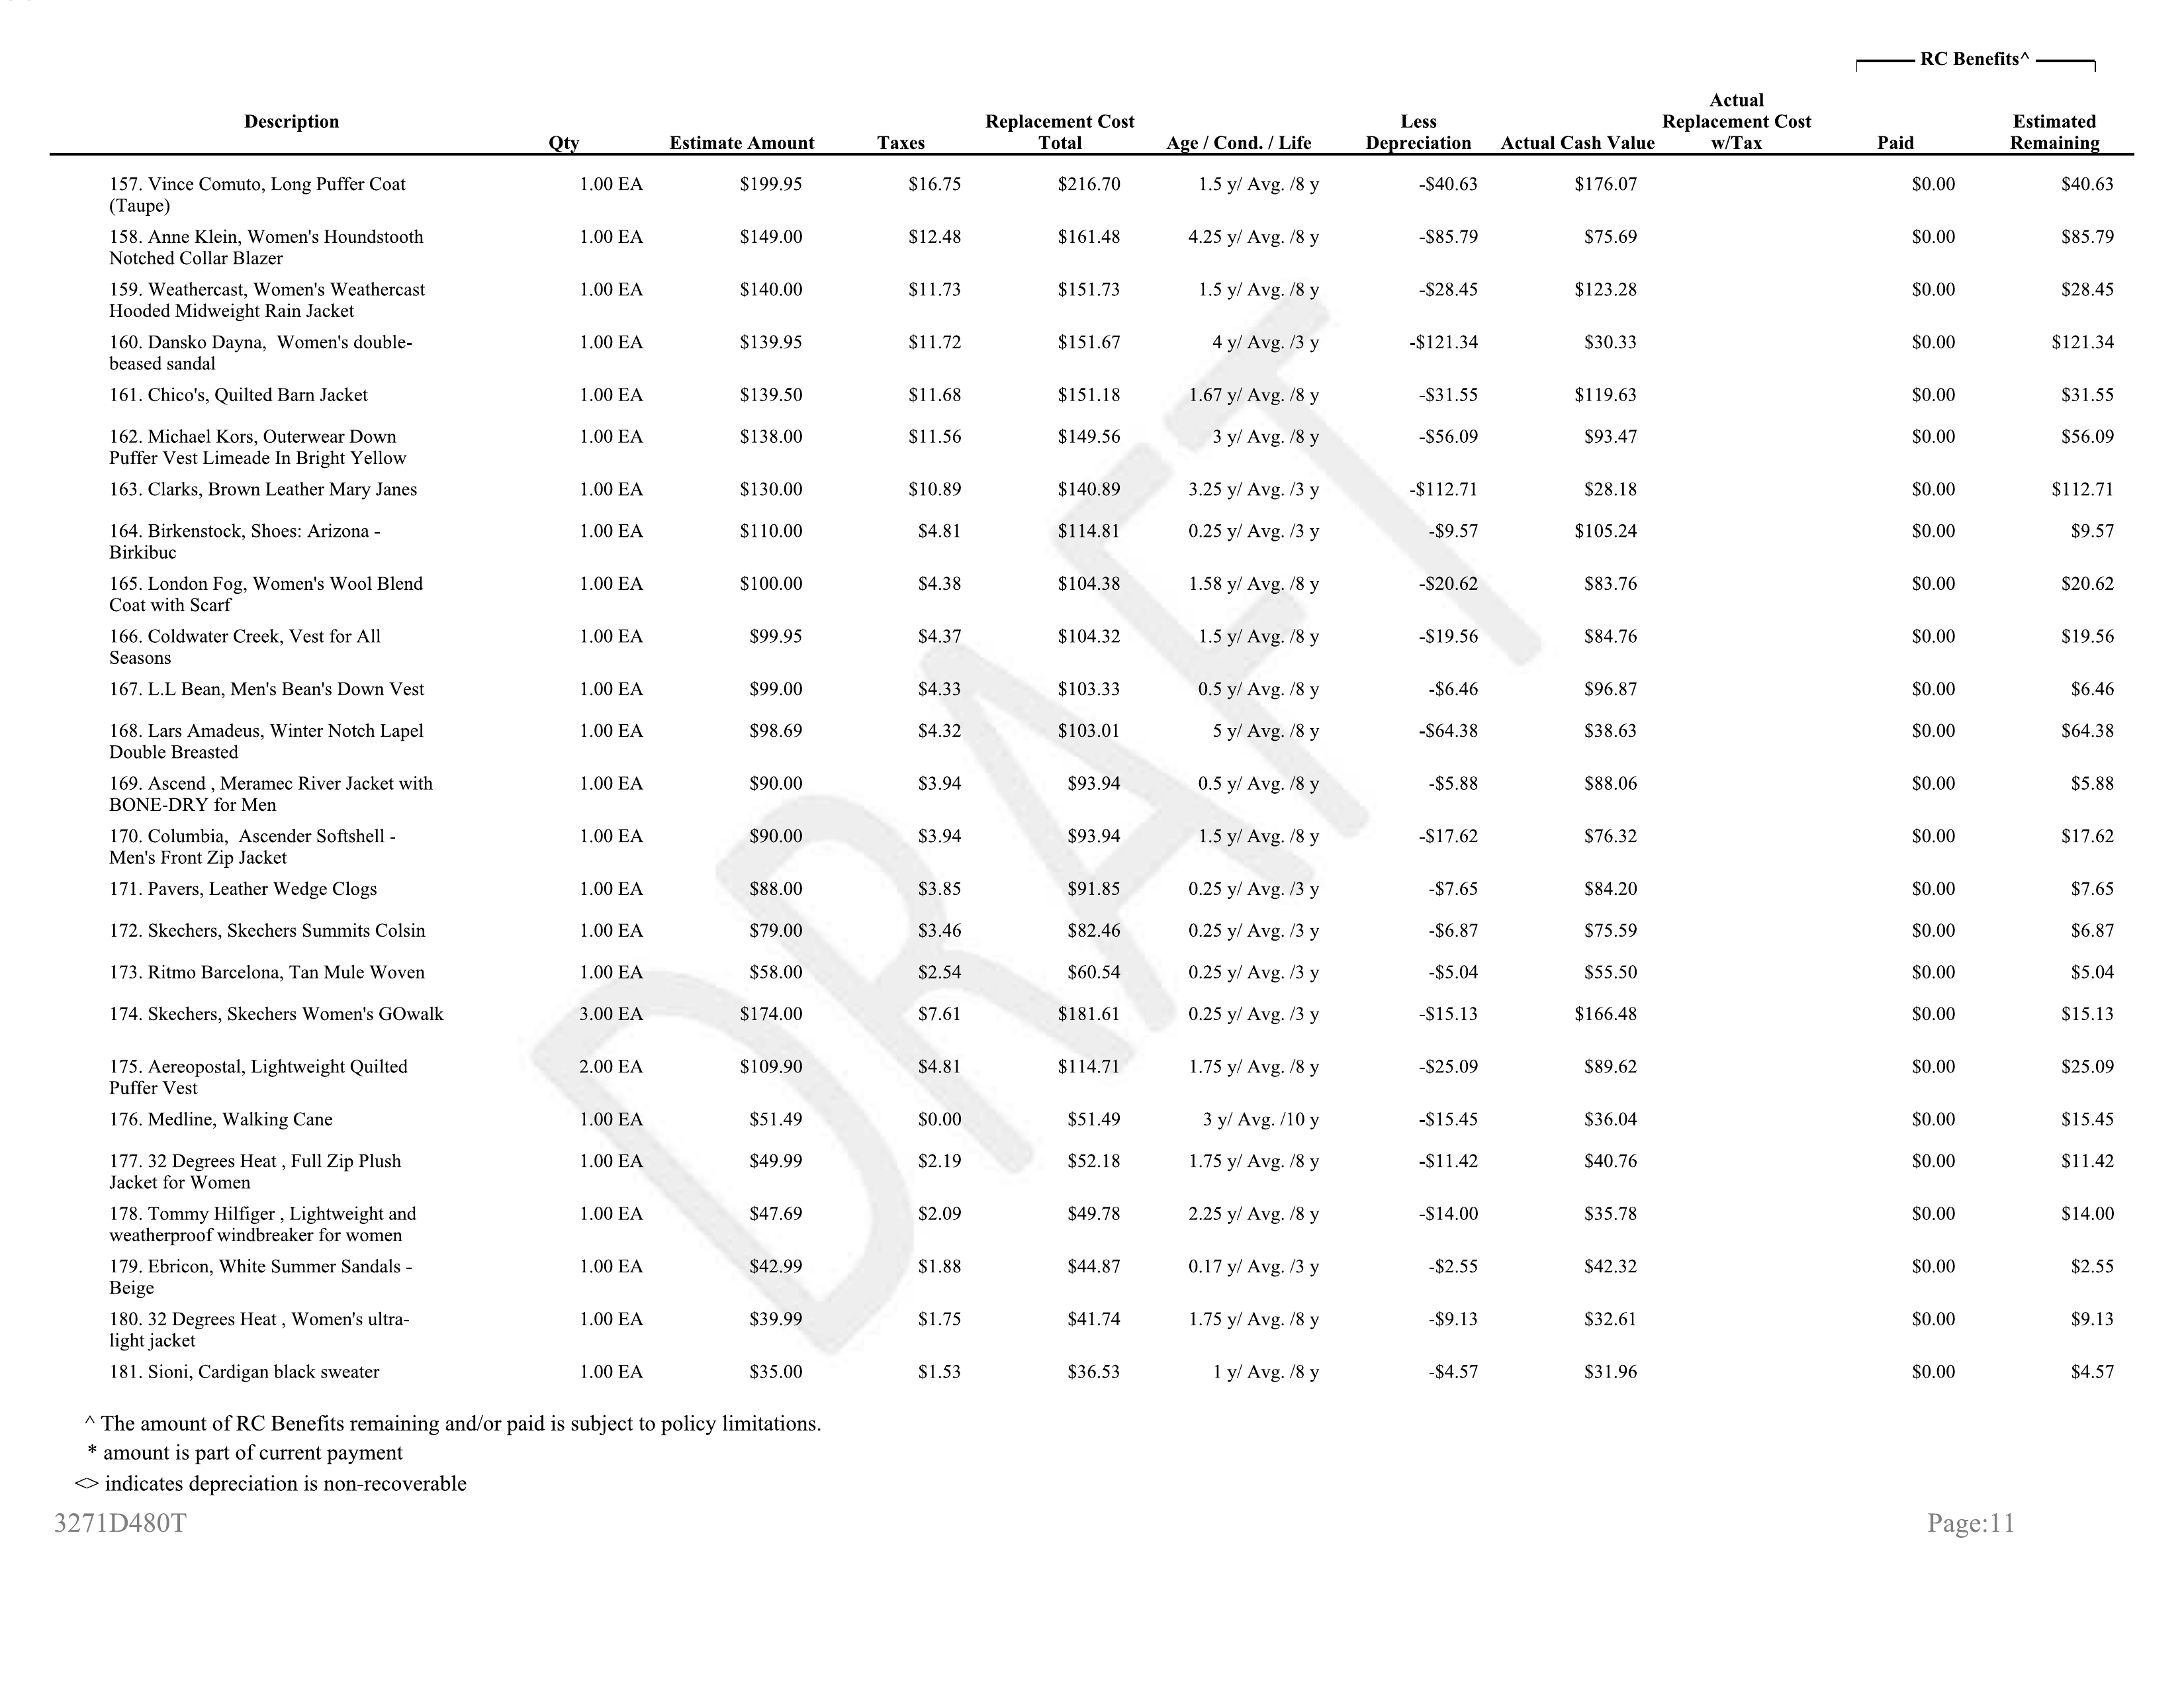 RC Benefits^
Description Qty Estimate Amount Taxes Replacement Cost Total Age / Cond. / Life Less Depreciation Actual Cash Value Actual Replacement Cost w/Tax Paid Estimated Remaining
157. Vince Comuto, Long Puffer Coat 1.00 EA $199.95 $16.75 $216.70 1.5 y/ Avg. /8 y -$40.63 $176.07 $0.00 $40.63
(Taupe)
158. Anne Klein, Women's Houndstooth 1.00 EA $149.00 $12.48 $161.48 4.25 y/ Avg. /8 y -$85.79 $75.69 $0.00 $85.79
Notched Collar Blazer
159. Weathercast, Women's Weathercast 1.00 EA $140.00 $11.73 $151.73 1.5 y/ Avg. /8 y -$28.45 $123.28 $0.00 $28.45
Hooded Midweight Rain Jacket
160. Dansko Dayna,  Women's double- 1.00 EA $139.95 $11.72 $151.67 4 y/ Avg. /3 y -$121.34 $30.33 $0.00 $121.34
beased sandal
161. Chico's, Quilted Barn Jacket 1.00 EA $139.50 $11.68 $151.18 1.67 y/ Avg. /8 y -$31.55 $119.63 $0.00 $31.55
162. Michael Kors, Outerwear Down 1.00 EA $138.00 $11.56 $149.56 3 y/ Avg. /8 y -$56.09 $93.47 $0.00 $56.09
Puffer Vest Limeade In Bright Yellow
163. Clarks, Brown Leather Mary Janes 1.00 EA $130.00 $10.89 $140.89 3.25 y/ Avg. /3 y -$112.71 $28.18 $0.00 $112.71
164. Birkenstock, Shoes: Arizona - 1.00 EA $110.00 $4.81 $114.81 0.25 y/ Avg. /3 y -$9.57 $105.24 $0.00 $9.57
Birkibuc
165. London Fog, Women's Wool Blend 1.00 EA $100.00 $4.38 $104.38 1.58 y/ Avg. /8 y -$20.62 $83.76 $0.00 $20.62
Coat with Scarf
166. Coldwater Creek, Vest for All 1.00 EA $99.95 $4.37 $104.32 1.5 y/ Avg. /8 y -$19.56 $84.76 $0.00 $19.56
Seasons
167. L.L Bean, Men's Bean's Down Vest 1.00 EA $99.00 $4.33 $103.33 0.5 y/ Avg. /8 y -$6.46 $96.87 $0.00 $6.46
168. Lars Amadeus, Winter Notch Lapel 1.00 EA $98.69 $4.32 $103.01 5 y/ Avg. /8 y -$64.38 $38.63 $0.00 $64.38
Double Breasted
169. Ascend , Meramec River Jacket with 1.00 EA $90.00 $3.94 $93.94 0.5 y/ Avg. /8 y -$5.88 $88.06 $0.00 $5.88
BONE-DRY for Men
170. Columbia,  Ascender Softshell - 1.00 EA $90.00 $3.94 $93.94 1.5 y/ Avg. /8 y -$17.62 $76.32 $0.00 $17.62
Men's Front Zip Jacket
171. Pavers, Leather Wedge Clogs 1.00 EA $88.00 $3.85 $91.85 0.25 y/ Avg. /3 y -$7.65 $84.20 $0.00 $7.65
172. Skechers, Skechers Summits Colsin 1.00 EA $79.00 $3.46 $82.46 0.25 y/ Avg. /3 y -$6.87 $75.59 $0.00 $6.87
173. Ritmo Barcelona, Tan Mule Woven 1.00 EA $58.00 $2.54 $60.54 0.25 y/ Avg. /3 y -$5.04 $55.50 $0.00 $5.04
174. Skechers, Skechers Women's GOwalk 3.00 EA $174.00 $7.61 $181.61 0.25 y/ Avg. /3 y -$15.13 $166.48 $0.00 $15.13
175. Aereopostal, Lightweight Quilted 2.00 EA $109.90 $4.81 $114.71 1.75 y/ Avg. /8 y -$25.09 $89.62 $0.00 $25.09
Puffer Vest
176. Medline, Walking Cane 1.00 EA $51.49 $0.00 $51.49 3 y/ Avg. /10 y -$15.45 $36.04 $0.00 $15.45
177. 32 Degrees Heat , Full Zip Plush 1.00 EA $49.99 $2.19 $52.18 1.75 y/ Avg. /8 y -$11.42 $40.76 $0.00 $11.42
Jacket for Women
178. Tommy Hilfiger , Lightweight and 1.00 EA $47.69 $2.09 $49.78 2.25 y/ Avg. /8 y -$14.00 $35.78 $0.00 $14.00
weatherproof windbreaker for women
179. Ebricon, White Summer Sandals - 1.00 EA $42.99 $1.88 $44.87 0.17 y/ Avg. /3 y -$2.55 $42.32 $0.00 $2.55
Beige
180. 32 Degrees Heat , Women's ultra- 1.00 EA $39.99 $1.75 $41.74 1.75 y/ Avg. /8 y -$9.13 $32.61 $0.00 $9.13
light jacket
181. Sioni, Cardigan black sweater 1.00 EA $35.00 $1.53 $36.53 1 y/ Avg. /8 y -$4.57 $31.96 $0.00 $4.57
^ The amount of RC Benefits remaining and/or paid is subject to policy limitations.
* amount is part of current payment
<> indicates depreciation is non-recoverable
3271D480T Page:11
DRAFT